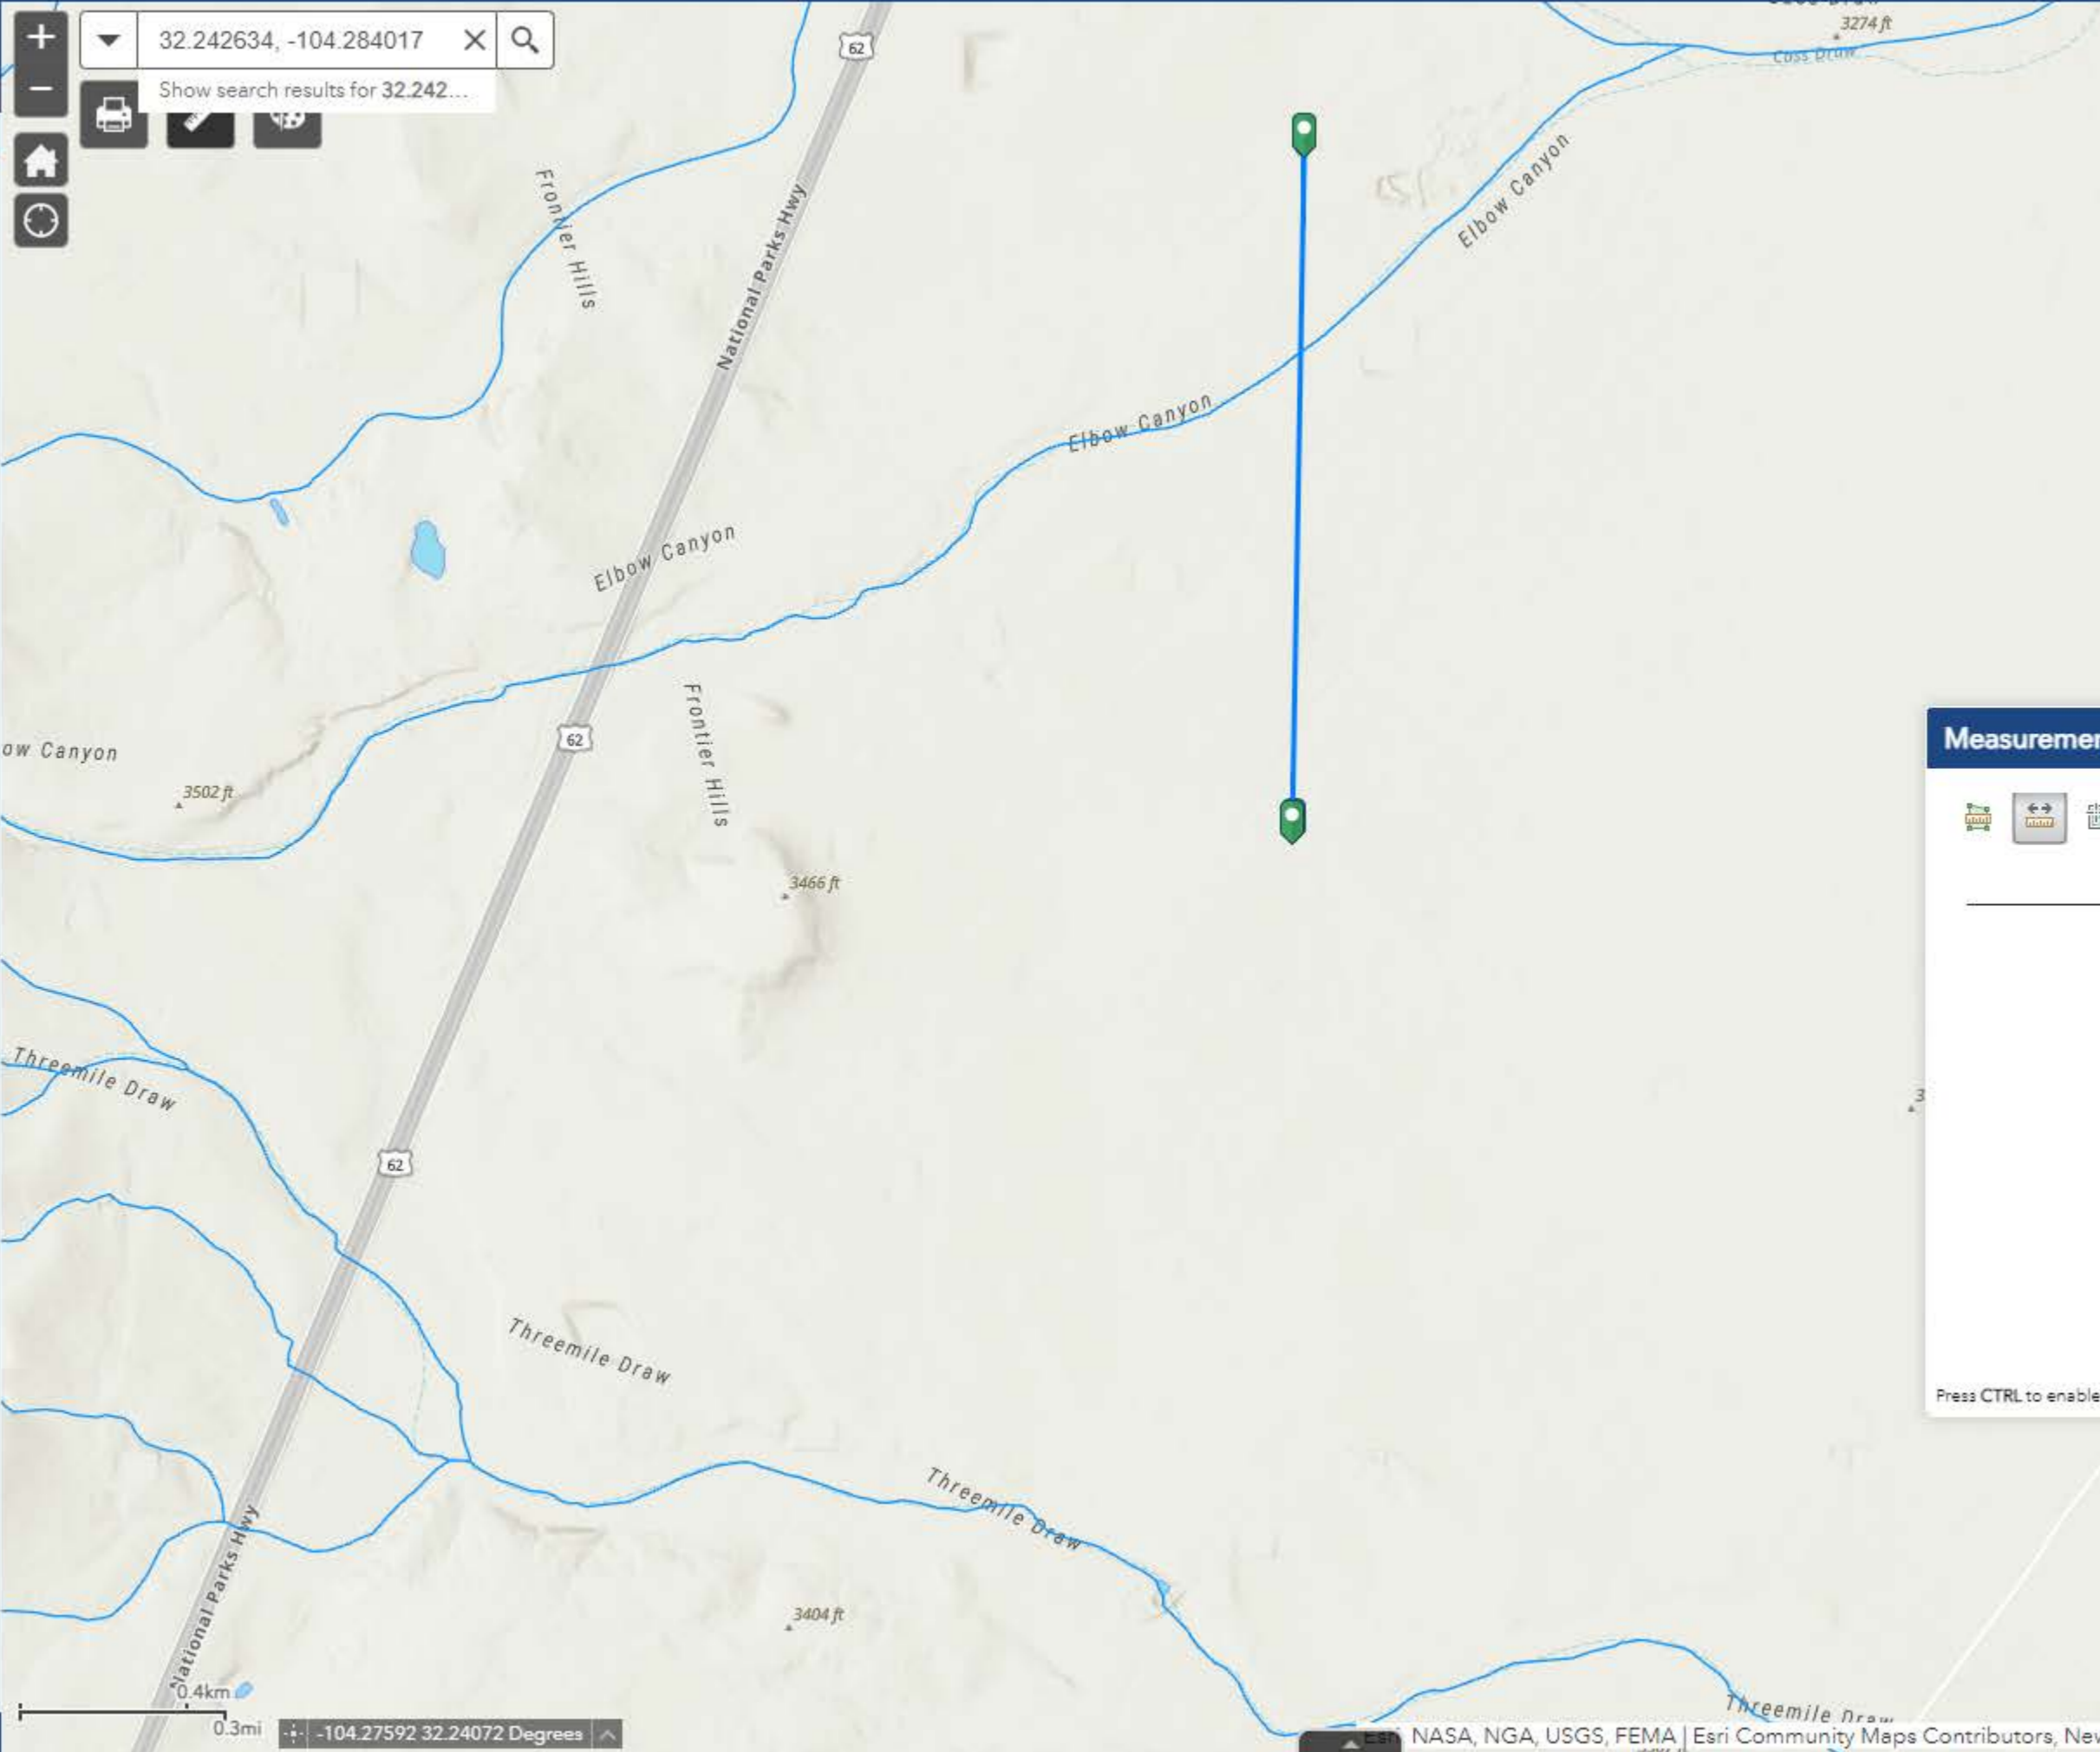 3274 ft
Cuss Draw
+
32.242634, -104.284017
62
Show search results for 32.242...
−
Elbow Canyon
Frontier Hills
National Parks Hwy
Elbow Canyon
Elbow Canyon
62
Frontier Hills
Measuremen
ow Canyon
3502 ft
3466 ft
Threemile Draw
3
62
Threemile Draw
Press CTRL to enable
Threemile Draw
National Parks Hwy
3404 ft
0.4km
0.3mi
Threemile Draw
-104.27592 32.24072 Degrees
Esri, NASA, NGA, USGS, FEMA | Esri Community Maps Contributors, New